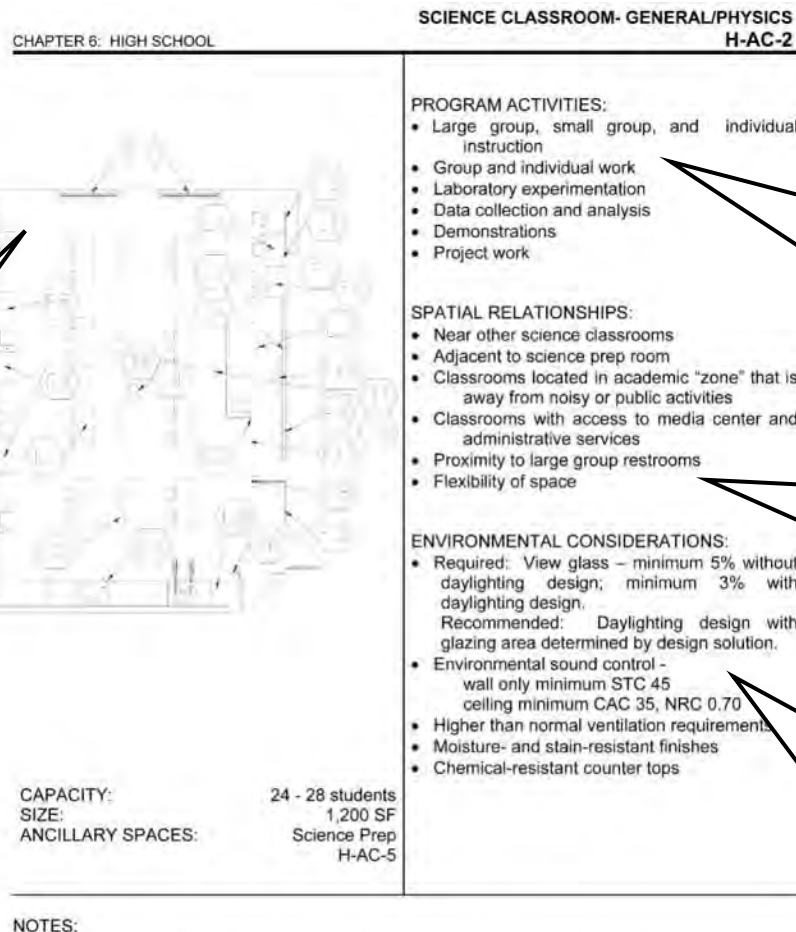 SCIENCE CLASSROOM- GENERAL/PHYSICS
CHAPTER 6: HIGH SCHOOL
H-AC-2
PROGRAM ACTIVITIES:
• Large group, small group, and individual
instruction
• Group and individual work
• Laboratory experimentation
• Data collection and analysis
• Demonstrations
• Project work
SPATIAL RELATIONSHIPS:
• Near other science classrooms
• Adjacent to science prep room
• Classrooms located in academic “zone” that is
away from noisy or public activities
• Classrooms with access to media center and
administrative services
• Proximity to large group restrooms
• Flexibility of space
ENVIRONMENTAL CONSIDERATIONS:
• Required: View glass – minimum 5% without
daylighting design; minimum 3% with
daylighting design.
Recommended: Daylighting design with
glazing area determined by design solution.
• Environmental sound control -
wall only minimum STC 45
ceiling minimum CAC 35, NRC 0.70
• Higher than normal ventilation requirements
• Moisture- and stain-resistant finishes
• Chemical-resistant counter tops
CAPACITY: 24 - 28 students
SIZE: 1,200 SF
ANCILLARY SPACES: Science Prep
H-AC-5
NOTES: